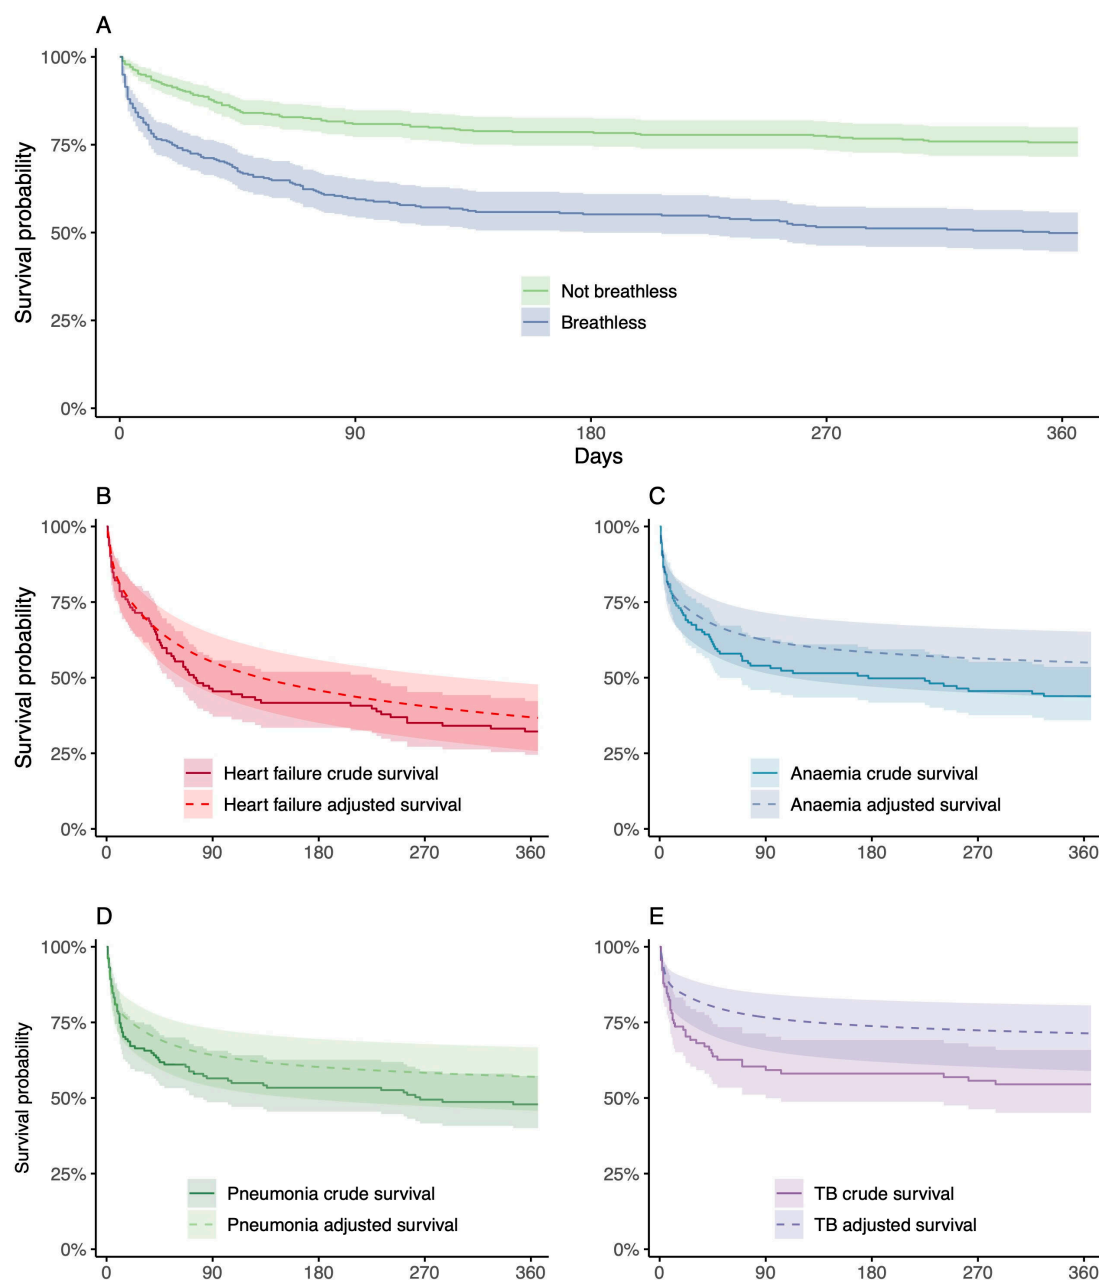 A
Survival probability
100%
75%
50%
25%
0%
Not breathless
Breathless
0 90 180 270 360
Days
B
Survival probability
100%
75%
50%
25%
0%
Heart failure crude survival
Heart failure adjusted survival
0 90 180 270 360
C
100%
75%
50%
25%
0%
Anaemia crude survival
Anaemia adjusted survival
0 90 180 270 360
D
Survival probability
100%
75%
50%
25%
0%
Pneumonia crude survival
Pneumonia adjusted survival
0 90 180 270 360
E
100%
75%
50%
25%
0%
TB crude survival
TB adjusted survival
0 90 180 270 360